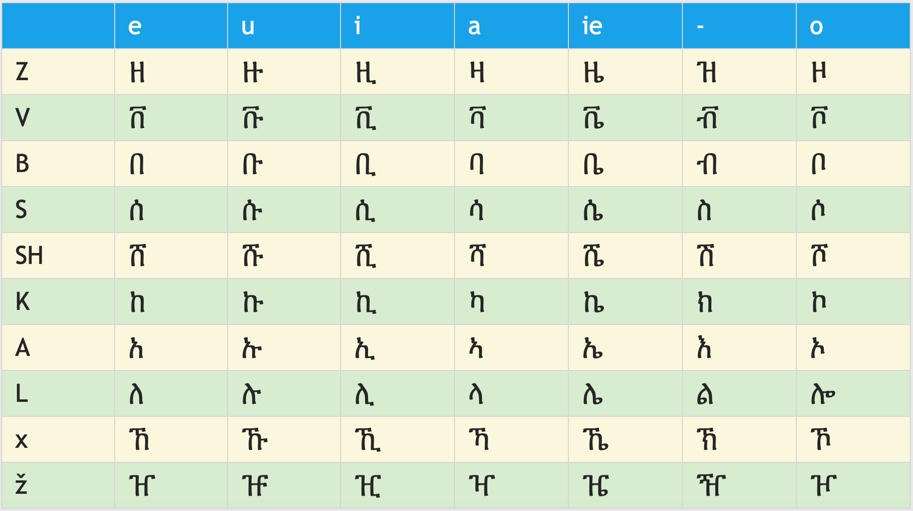 e u i a ie - o
Z ዘ ዙ ዚ ዛ ዜ ዝ ዞ
V ቨ ቩ ቪ ቫ ቬ ቭ ቮ
B በ ቡ ቢ ባ ቤ ብ ቦ
S ሰ ሱ ሲ ሳ ሴ ስ ሶ
SH ሸ ሹ ሺ ሻ ሼ ሽ ሾ
K ከ ኩ ኪ ካ ኬ ክ ኮ
A አ ኡ ኢ ኣ ኤ እ ኦ
L ለ ሉ ሊ ላ ሌ ል ሎ
x ኸ ኹ ኺ ኻ ኼ ኽ ኾ
ž ዠ ዡ ዢ ዣ ዤ ዥ ዦ